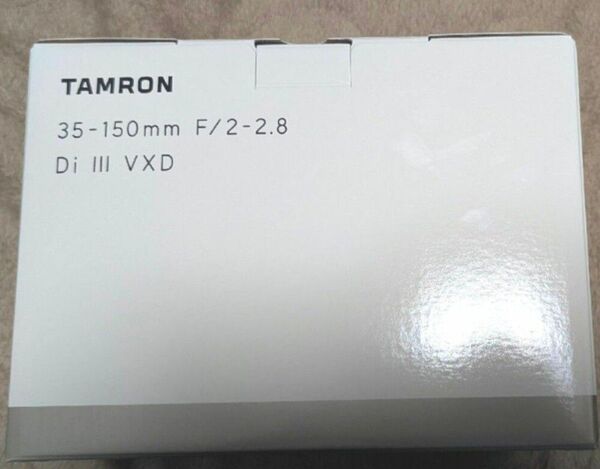 TAMRON
35-150mm F/2-2.8
Di III VXD